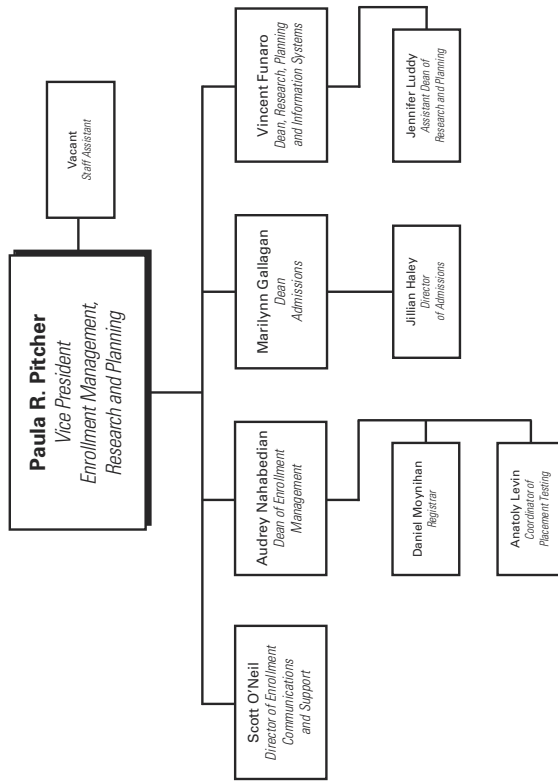 Paula R. Pitcher
Vice President
Enrollment Management,
Research and Planning
Vacant
Staff Assistant
Scott O’Neil
Director of Enrollment
Communications
and Support
Audrey Nahabedian
Dean of Enrollment
Management
Marilynn Gallagan
Dean
Admissions
Vincent Funaro
Dean, Research, Planning
and Information Systems
Daniel Moynihan
Registrar
Anatoly Levin
Coordinator of
Placement Testing
Jillian Haley
Director
of Admissions
Jennifer Luddy
Assistant Dean of
Research and Planning